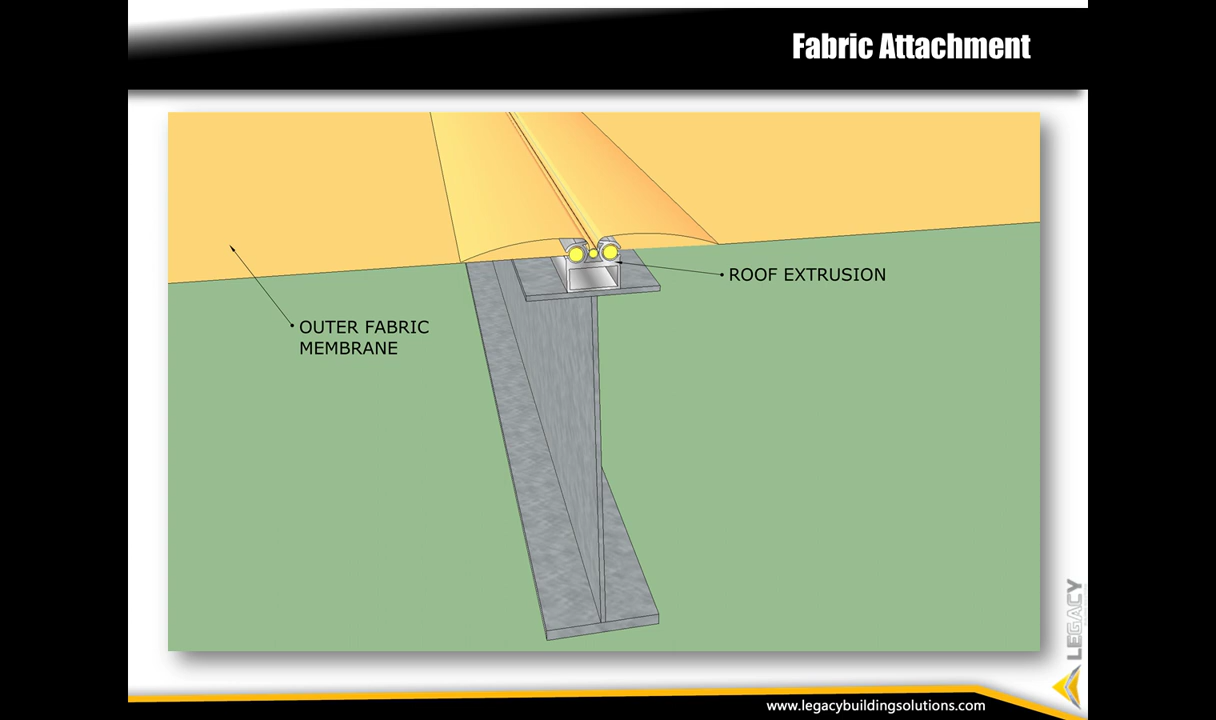 Fabric Attachment
ROOF EXTRUSION
OUTER FABRIC
MEMBRANE
LEGACY
www.legacybuildingsolutions.com